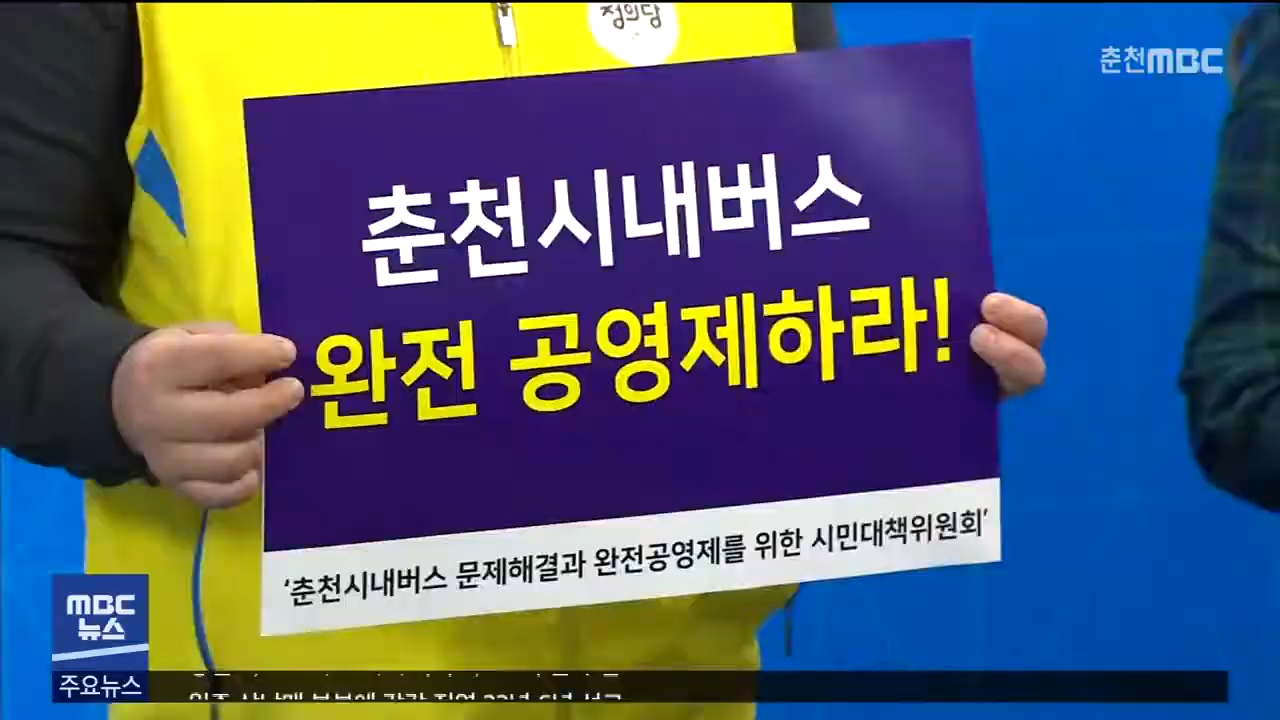 정의당
춘천MBC
춘천시내버스
완전 공영제하라!
‘춘천시내버스 문제해결과 완전공영제를 위한 시민대책위원회’
MBC
뉴스
주요뉴스